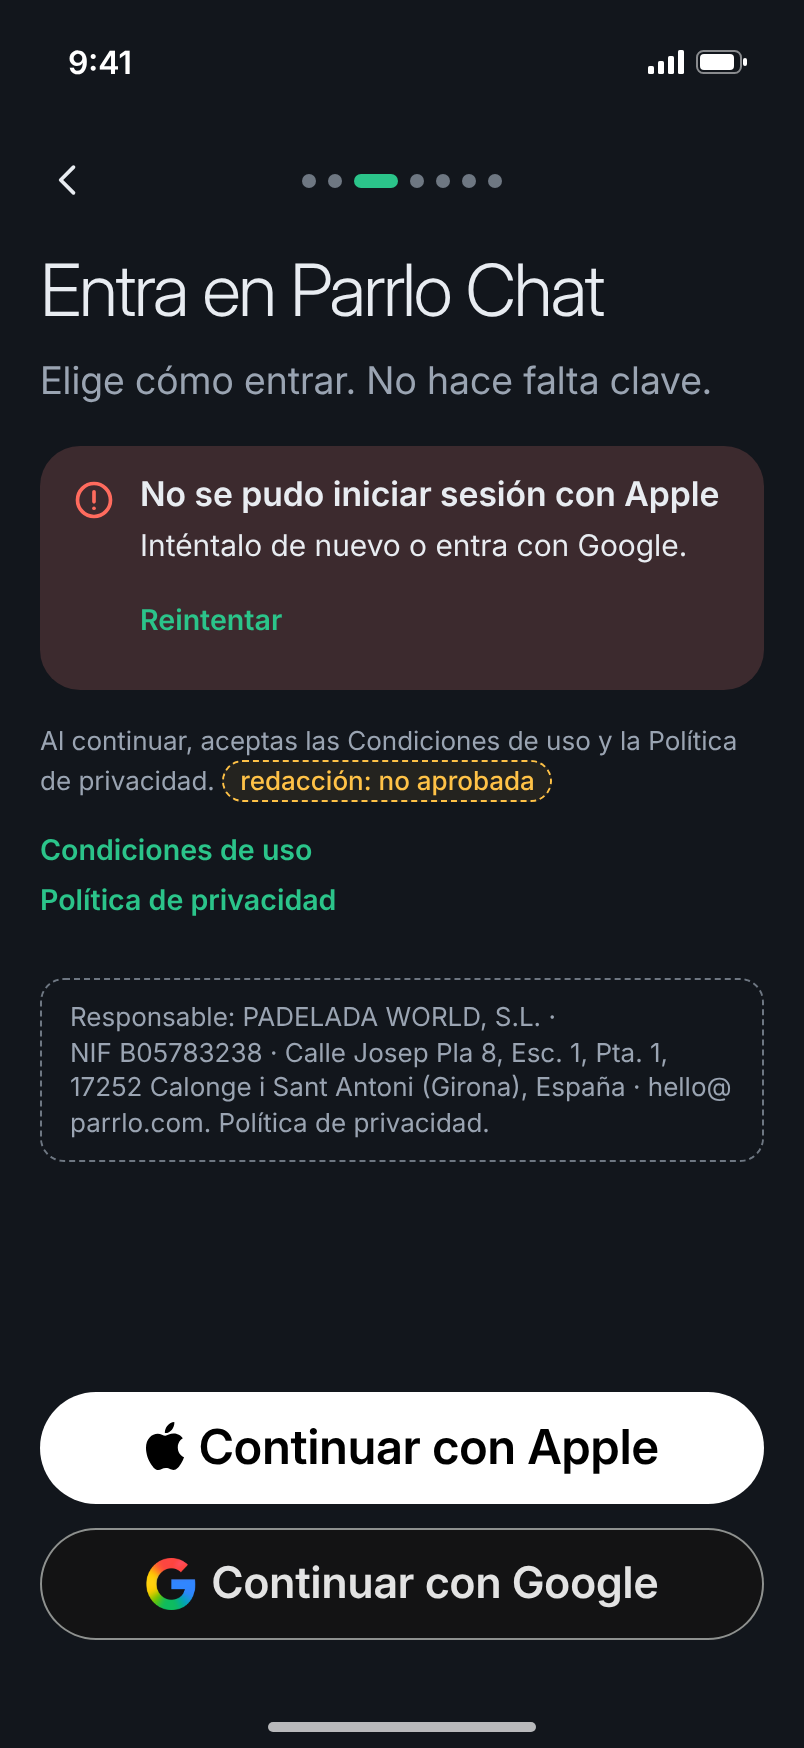 9:41
Entra en Parrlo Chat
Elige cómo entrar. No hace falta clave.
No se pudo iniciar sesión con Apple
Inténtalo de nuevo o entra con Google.
Reintentar
Al continuar, aceptas las Condiciones de uso y la Política
de privacidad. redacción: no aprobada
Condiciones de uso
Política de privacidad
Responsable: PADELADA WORLD, S.L. ·
NIF B05783238 · Calle Josep Pla 8, Esc. 1, Pta. 1,
17252 Calonge i Sant Antoni (Girona), España · hello@
parrlo.com. Política de privacidad.
Continuar con Apple
Continuar con Google